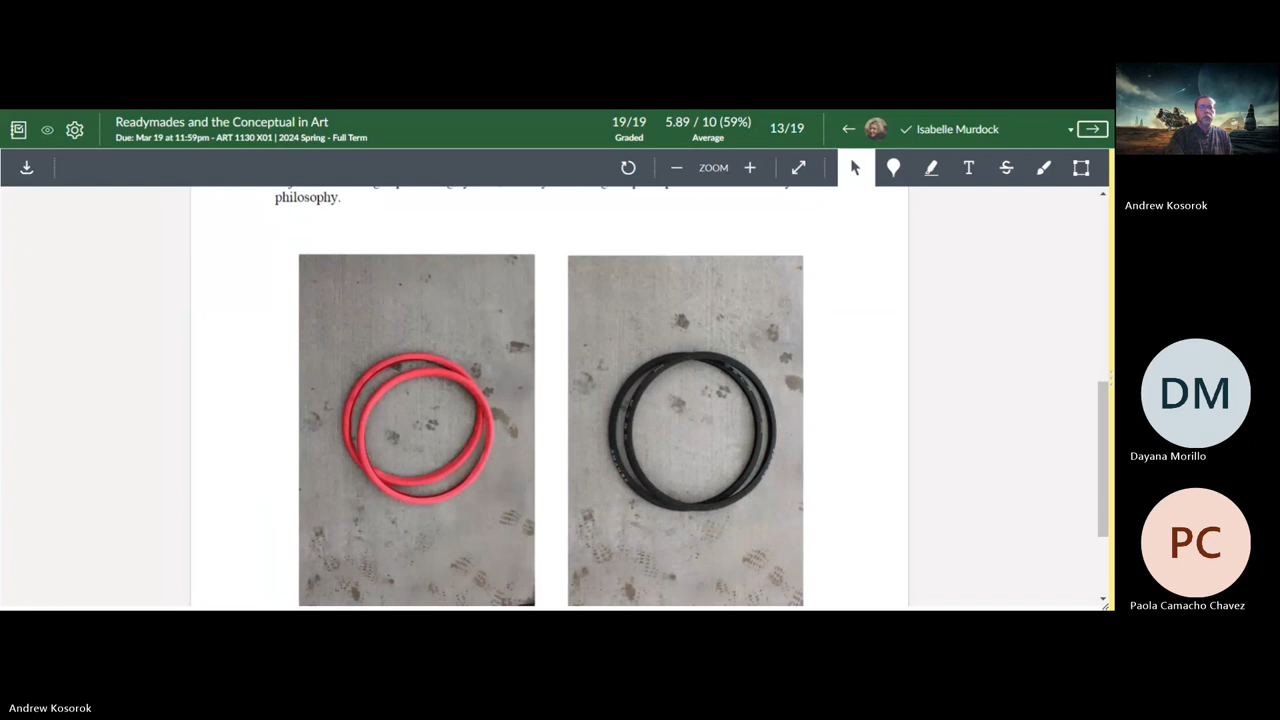 Readymades and the Conceptual in Art
Due: Mar 19 at 11:59pm - ART 1130 X01 | 2024 Spring - Full Term
19/19
Graded
5.89 / 10 (59%)
Average
13/19
Isabelle Murdock
ZOOM
T
S
philosophy.
Andrew Kosorok
DM
Dayana Morillo
PC
Paola Camacho Chavez
Andrew Kosorok